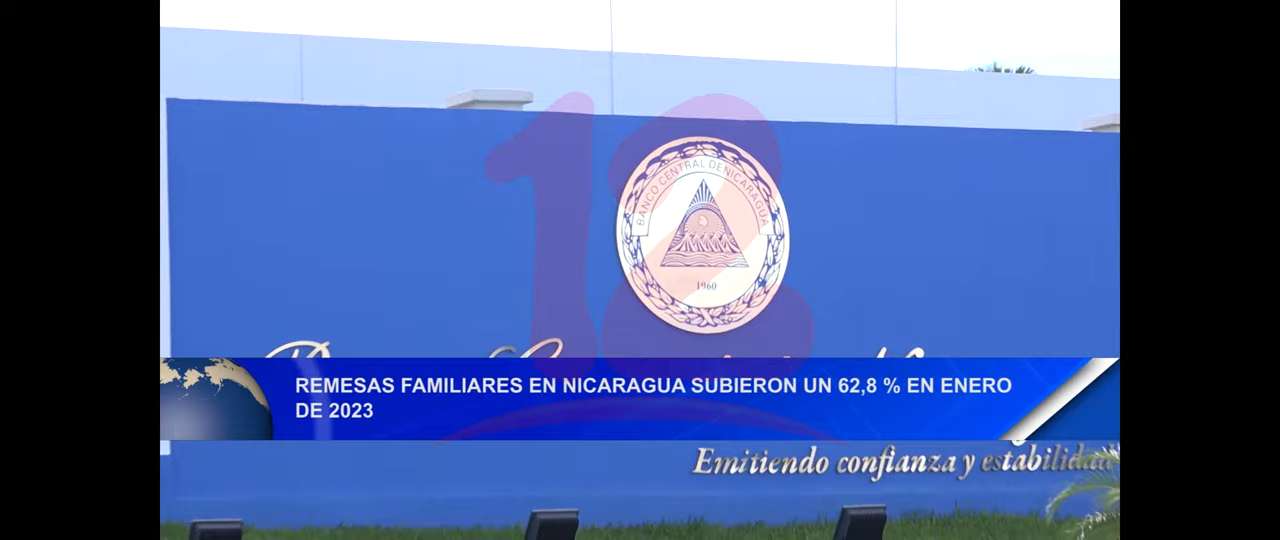 12
BANCO CENTRAL DE NICARAGUA
1960
REMESAS FAMILIARES EN NICARAGUA SUBIERON UN 62,8 % EN ENERO
DE 2023
Emitiendo confianza y estabilidad